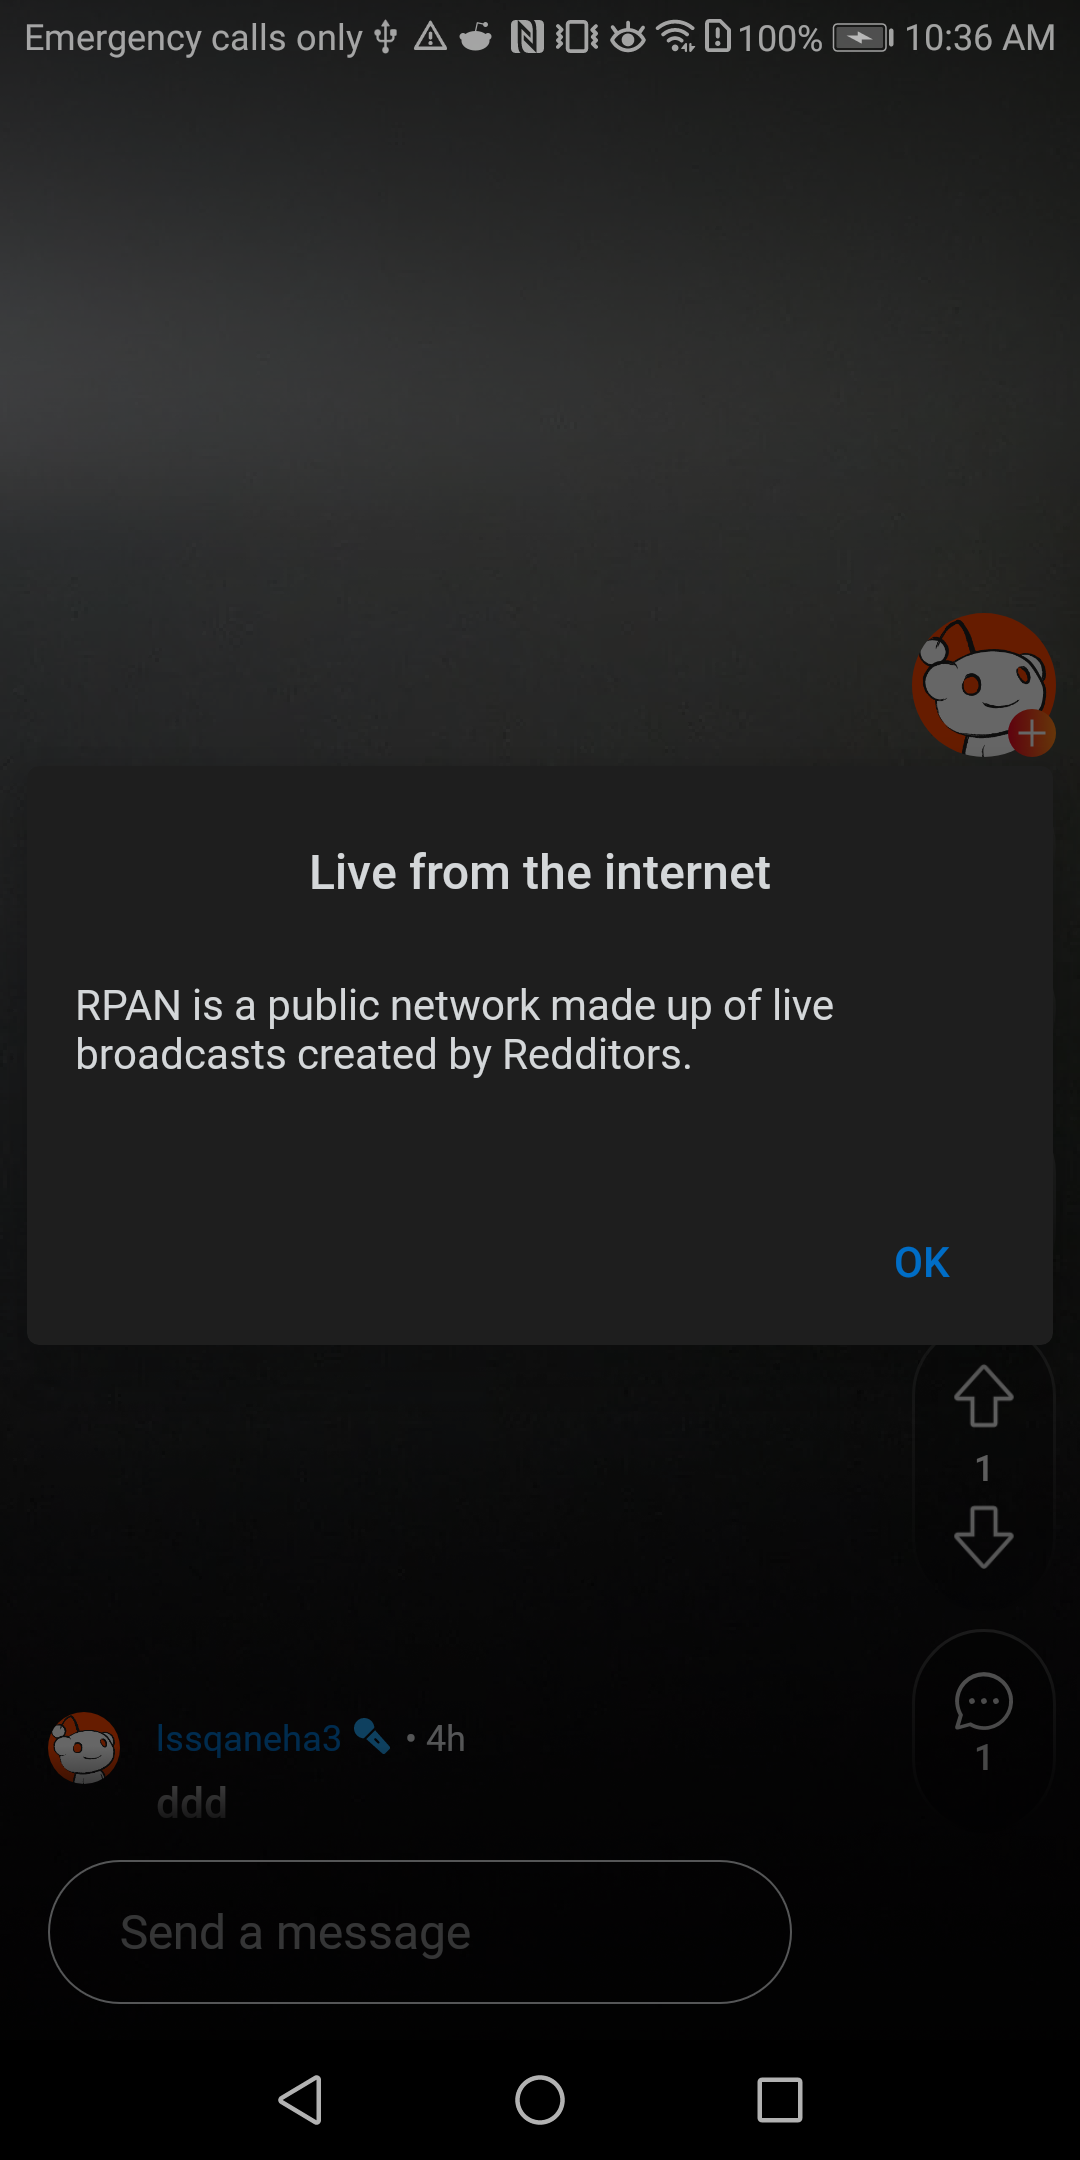 Emergency calls only 100% 10:36 AM
Live from the internet
RPAN is a public network made up of live
broadcasts created by Redditors.
OK
1
1
lssqaneha3 • 4h
ddd
Send a message